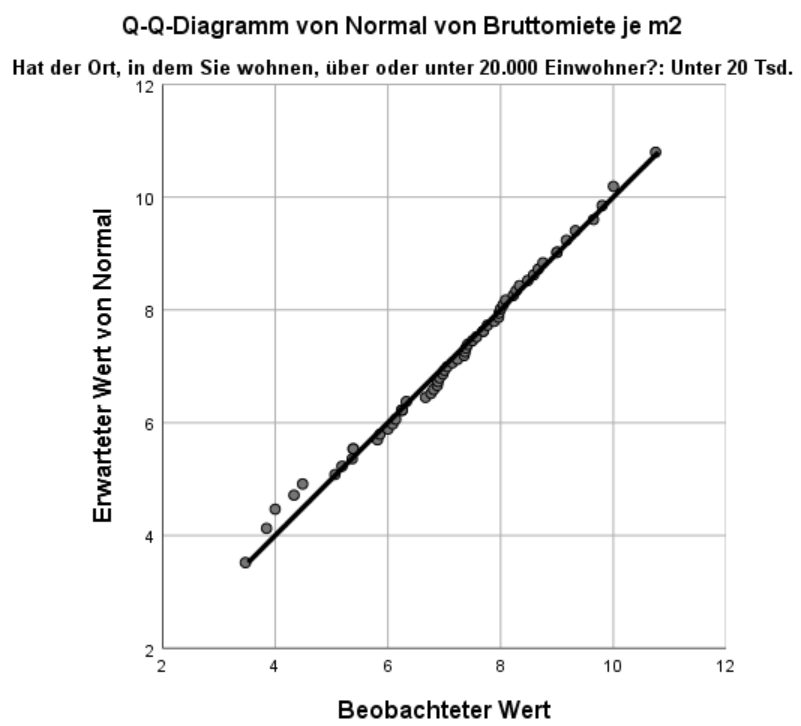 Q-Q-Diagramm von Normal von Bruttomiete je m2
Hat der Ort, in dem Sie wohnen, über oder unter 20.000 Einwohner?: Unter 20 Tsd.
12
10
8
6
4
2
Erwarteter Wert von Normal
2 4 6 8 10 12
Beobachteter Wert